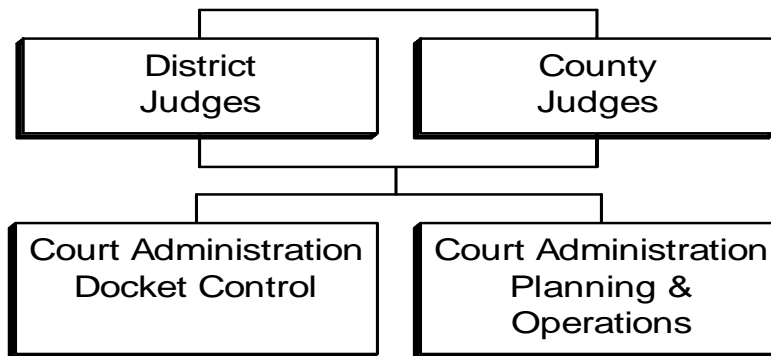 District
Judges
County
Judges
Court Administration
Docket Control
Court Administration
Planning &
Operations